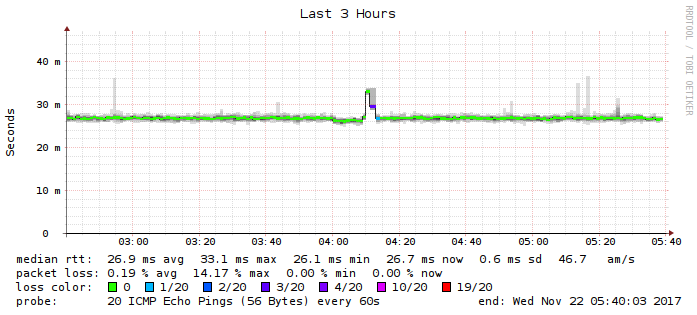 Last 3 Hours
RRDTOOL / TOBI OETIKER
Seconds
40 m
30 m
20 m
10 m
0
03:00 03:20 03:40 04:00 04:20 04:40 05:00 05:20 05:40
median rtt: 26.9 ms avg 33.1 ms max 26.1 ms min 26.7 ms now 0.6 ms sd 46.7 am/s
packet loss: 0.19 % avg 14.17 % max 0.00 % min 0.00 % now
loss color: 0 1/20 2/20 3/20 4/20 10/20 19/20
probe: 20 ICMP Echo Pings (56 Bytes) every 60s end: Wed Nov 22 05:40:03 2017